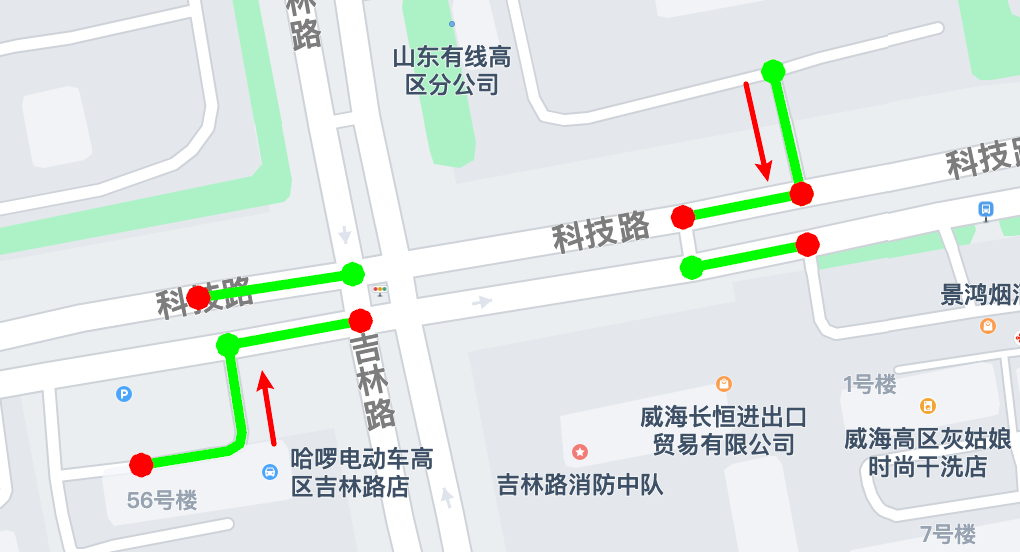 林路
山东有线高
区分公司
科技路
科技
科技路
吉林路
P
景鸿烟酒
1号楼
威海长恒进出口
贸易有限公司
威海高区灰姑娘
时尚干洗店
哈啰电动车高
区吉林路店
吉林路消防中队
56号楼
7号楼